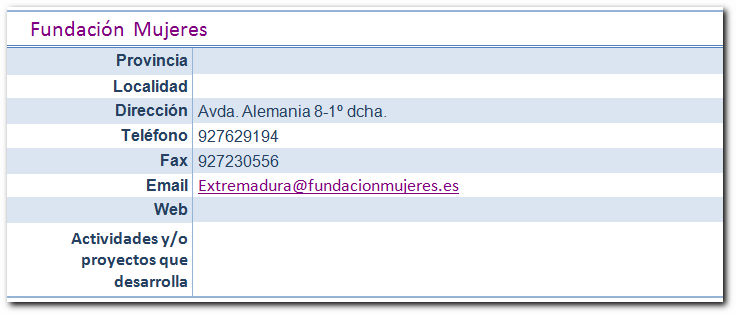 Fundación Mujeres
Provincia
Localidad
Dirección Avda. Alemania 8-1º dcha.
Teléfono 927629194
Fax 927230556
Email Extremadura@fundacionmujeres.es
Web
Actividades y/o
proyectos que
desarrolla